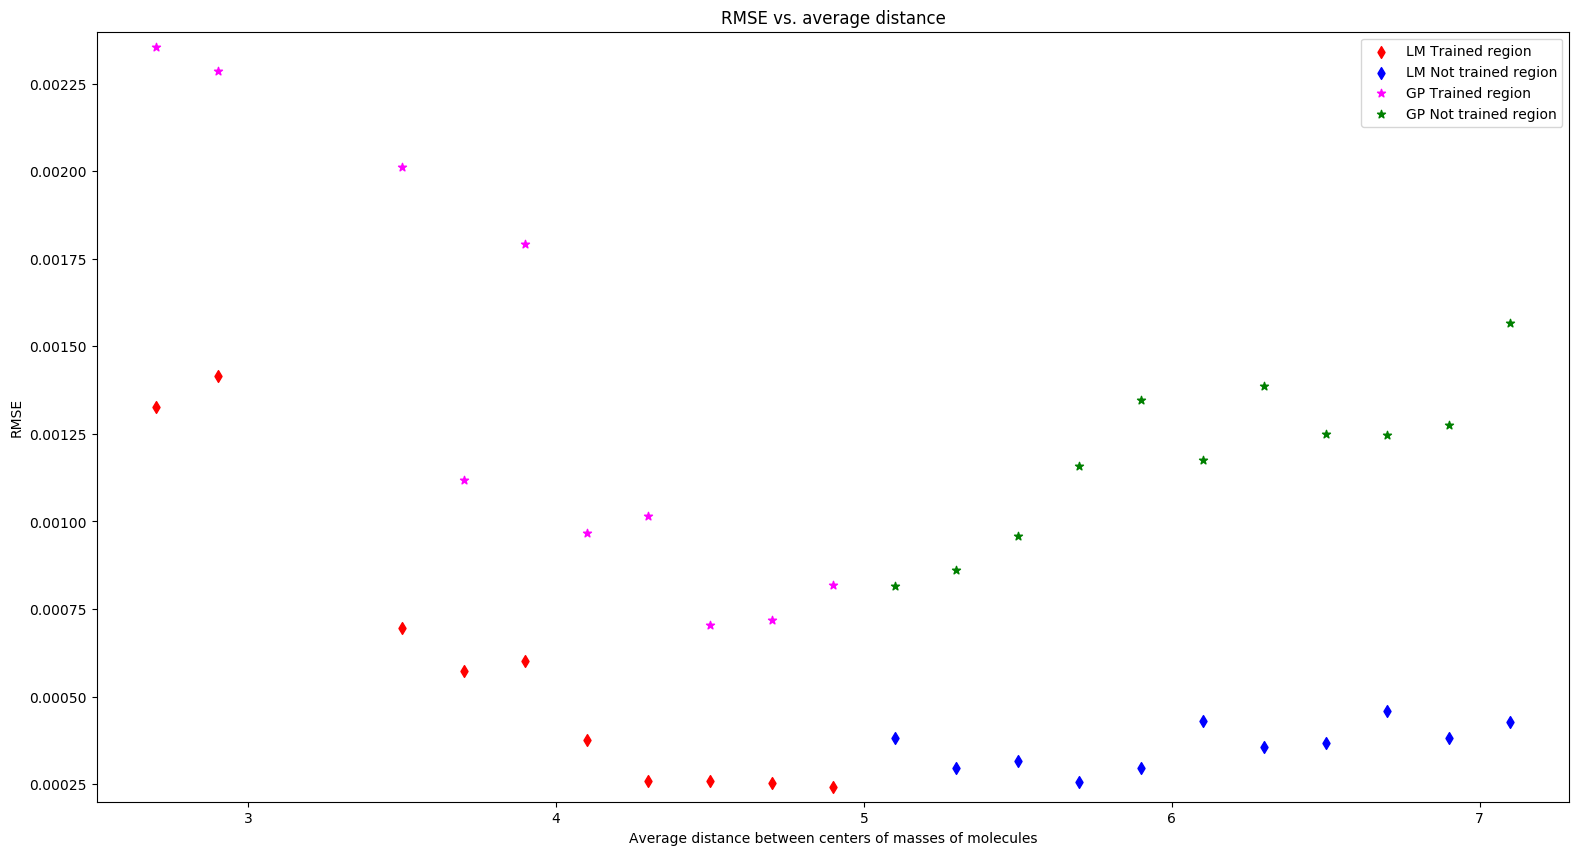 RMSE vs. average distance
LM Trained region
LM Not trained region
GP Trained region
GP Not trained region
RMSE
0.00225
0.00200
0.00175
0.00150
0.00125
0.00100
0.00075
0.00050
0.00025
3 4 5 6 7
Average distance between centers of masses of molecules